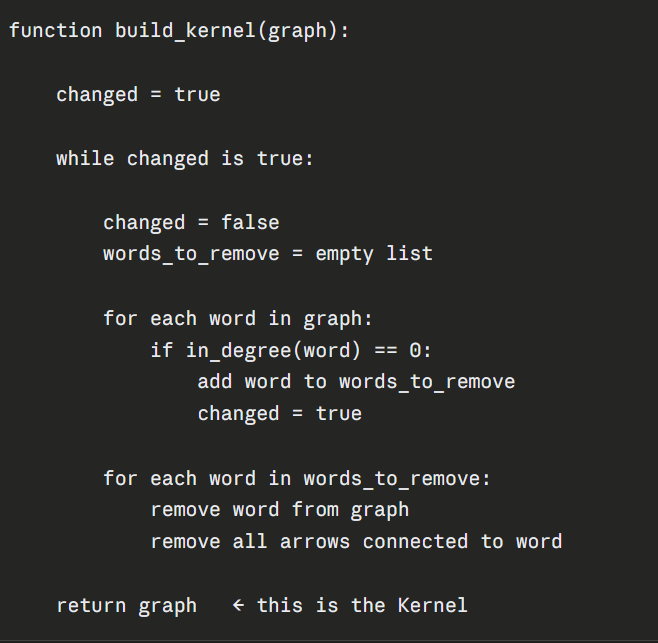 function build_kernel(graph):
changed = true
while changed is true:
changed = false
words_to_remove = empty list
for each word in graph:
if in_degree(word) == 0:
add word to words_to_remove
changed = true
for each word in words_to_remove:
remove word from graph
remove all arrows connected to word
return graph ← this is the Kernel